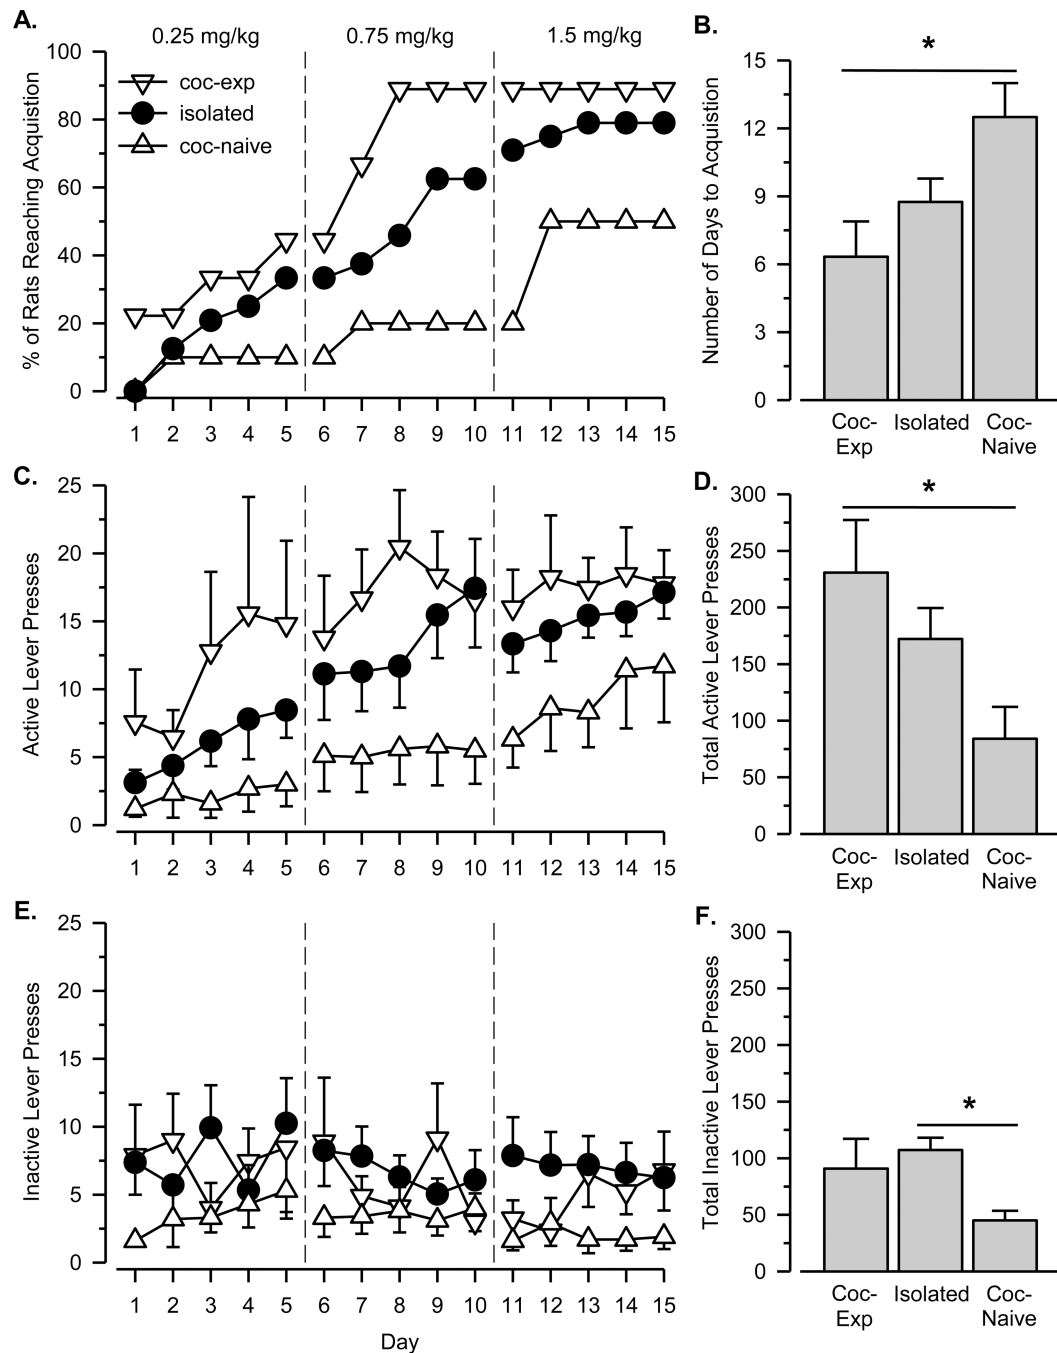 A.
0.25 mg/kg 0.75 mg/kg 1.5 mg/kg
% of Rats Reaching Acquistion
100
80
60
40
20
0
coc-exp
isolated
coc-naive
1 2 3 4 5 6 7 8 9 10 11 12 13 14 15
B.
*
Number of Days to Acquistion
15
12
9
6
3
0
Coc-
Exp
Isolated
Coc-
Naive
C.
Active Lever Presses
25
20
15
10
5
0
1 2 3 4 5 6 7 8 9 10 11 12 13 14 15
D.
*
Total Active Lever Presses
300
250
200
150
100
50
0
Coc-
Exp
Isolated
Coc-
Naive
E.
Inactive Lever Presses
25
20
15
10
5
0
1 2 3 4 5 6 7 8 9 10 11 12 13 14 15
Day
F.
*
Total Inactive Lever Presses
300
250
200
150
100
50
0
Coc-
Exp
Isolated
Coc-
Naive